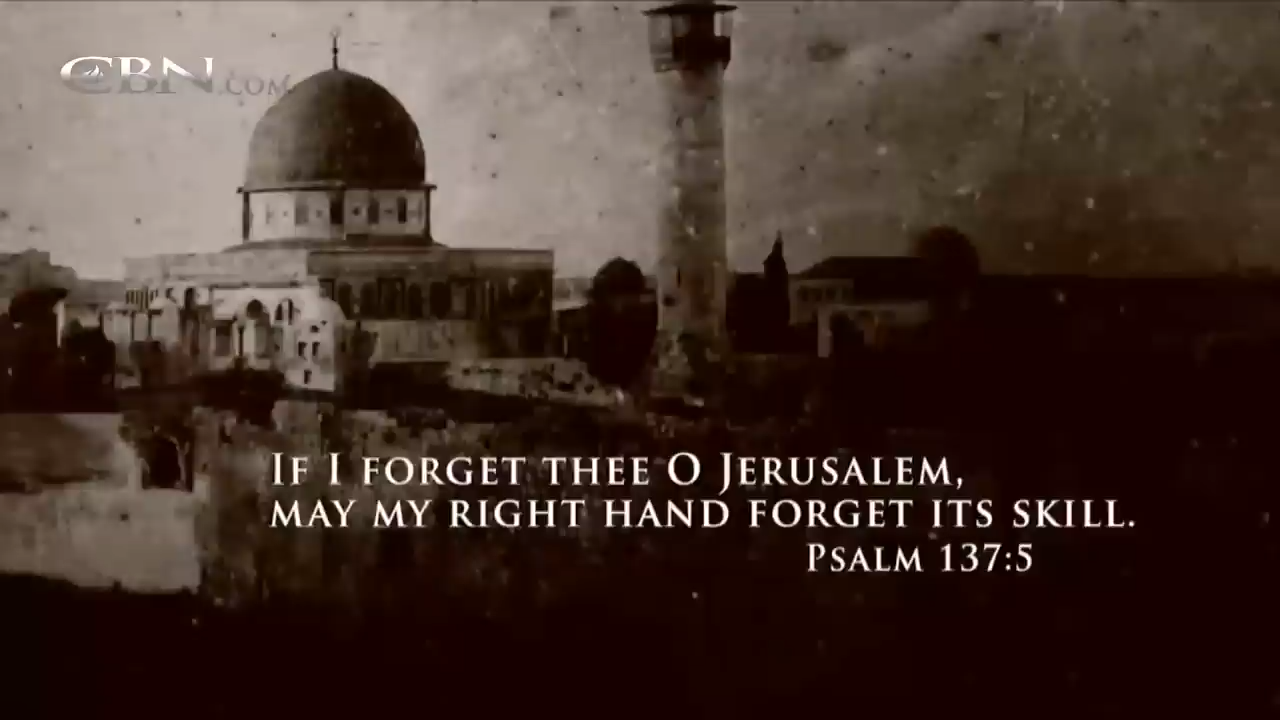 CBN.COM
IF I FORGET THEE O JERUSALEM,
MAY MY RIGHT HAND FORGET ITS SKILL.
PSALM 137:5